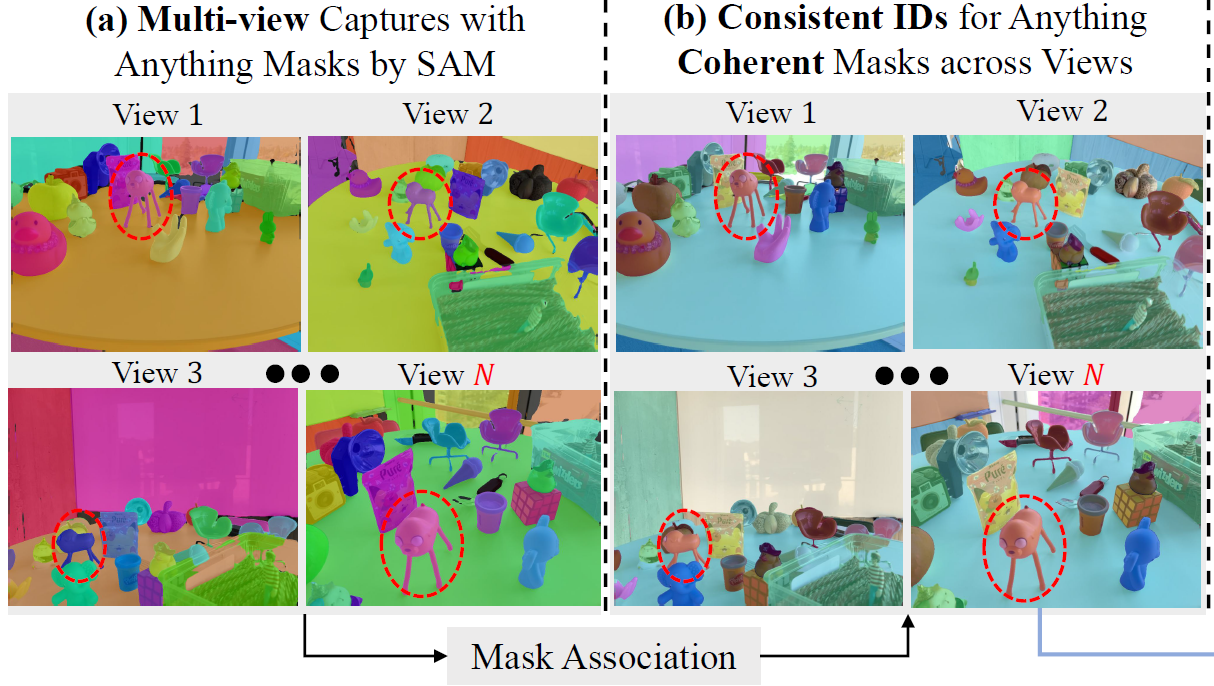 (a) Multi-view Captures with
Anything Masks by SAM
View 1
View 2
View 3
View N
(b) Consistent IDs for Anything
Coherent Masks across Views
View 1
View 2
View 3
View N
Mask Association